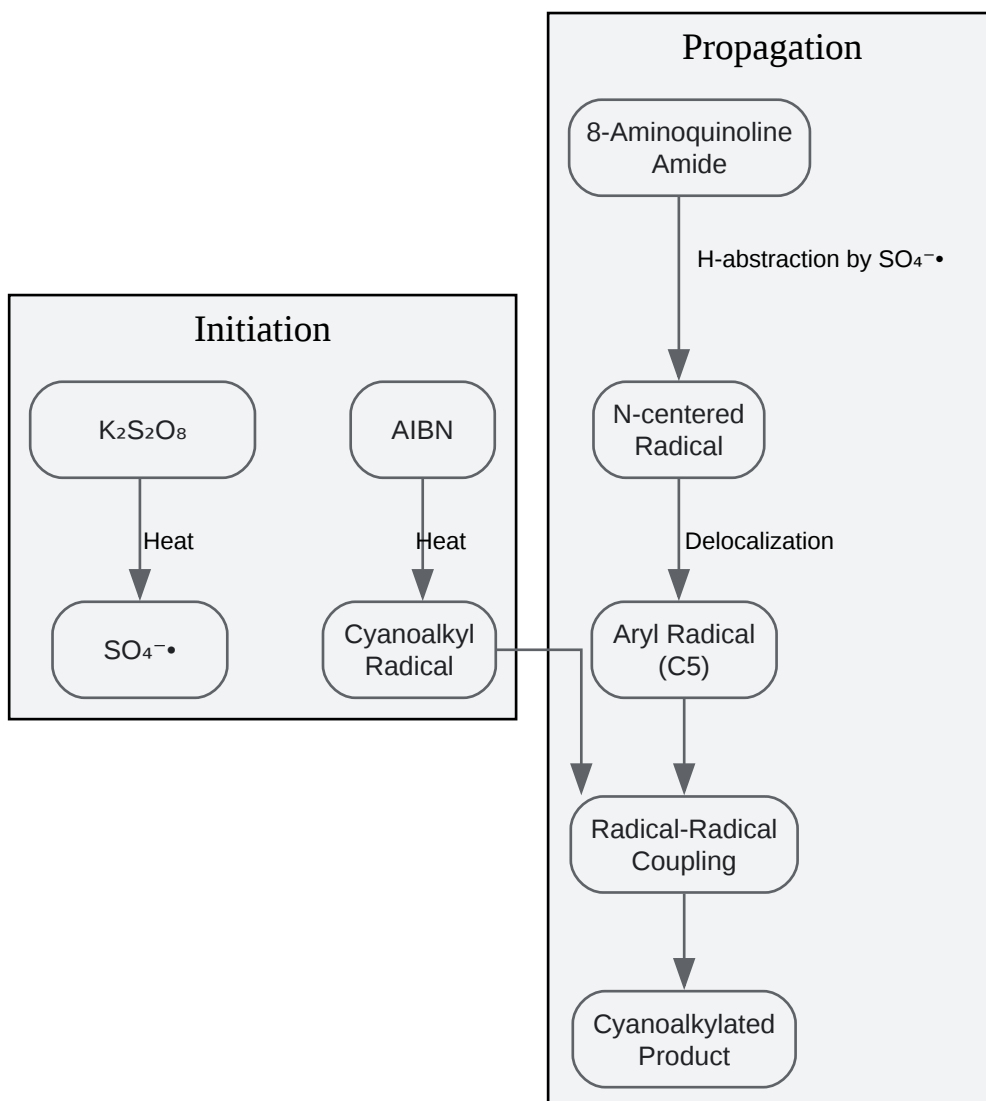 Propagation
8-Aminoquinoline
Amide
H-abstraction by SO₄⁻•
Initiation
K₂S₂O₈
AIBN
N-centered
Radical
Heat
Heat
Delocalization
SO₄⁻•
Cyanoalkyl
Radical
Aryl Radical
(C5)
Radical-Radical
Coupling
Cyanoalkylated
Product